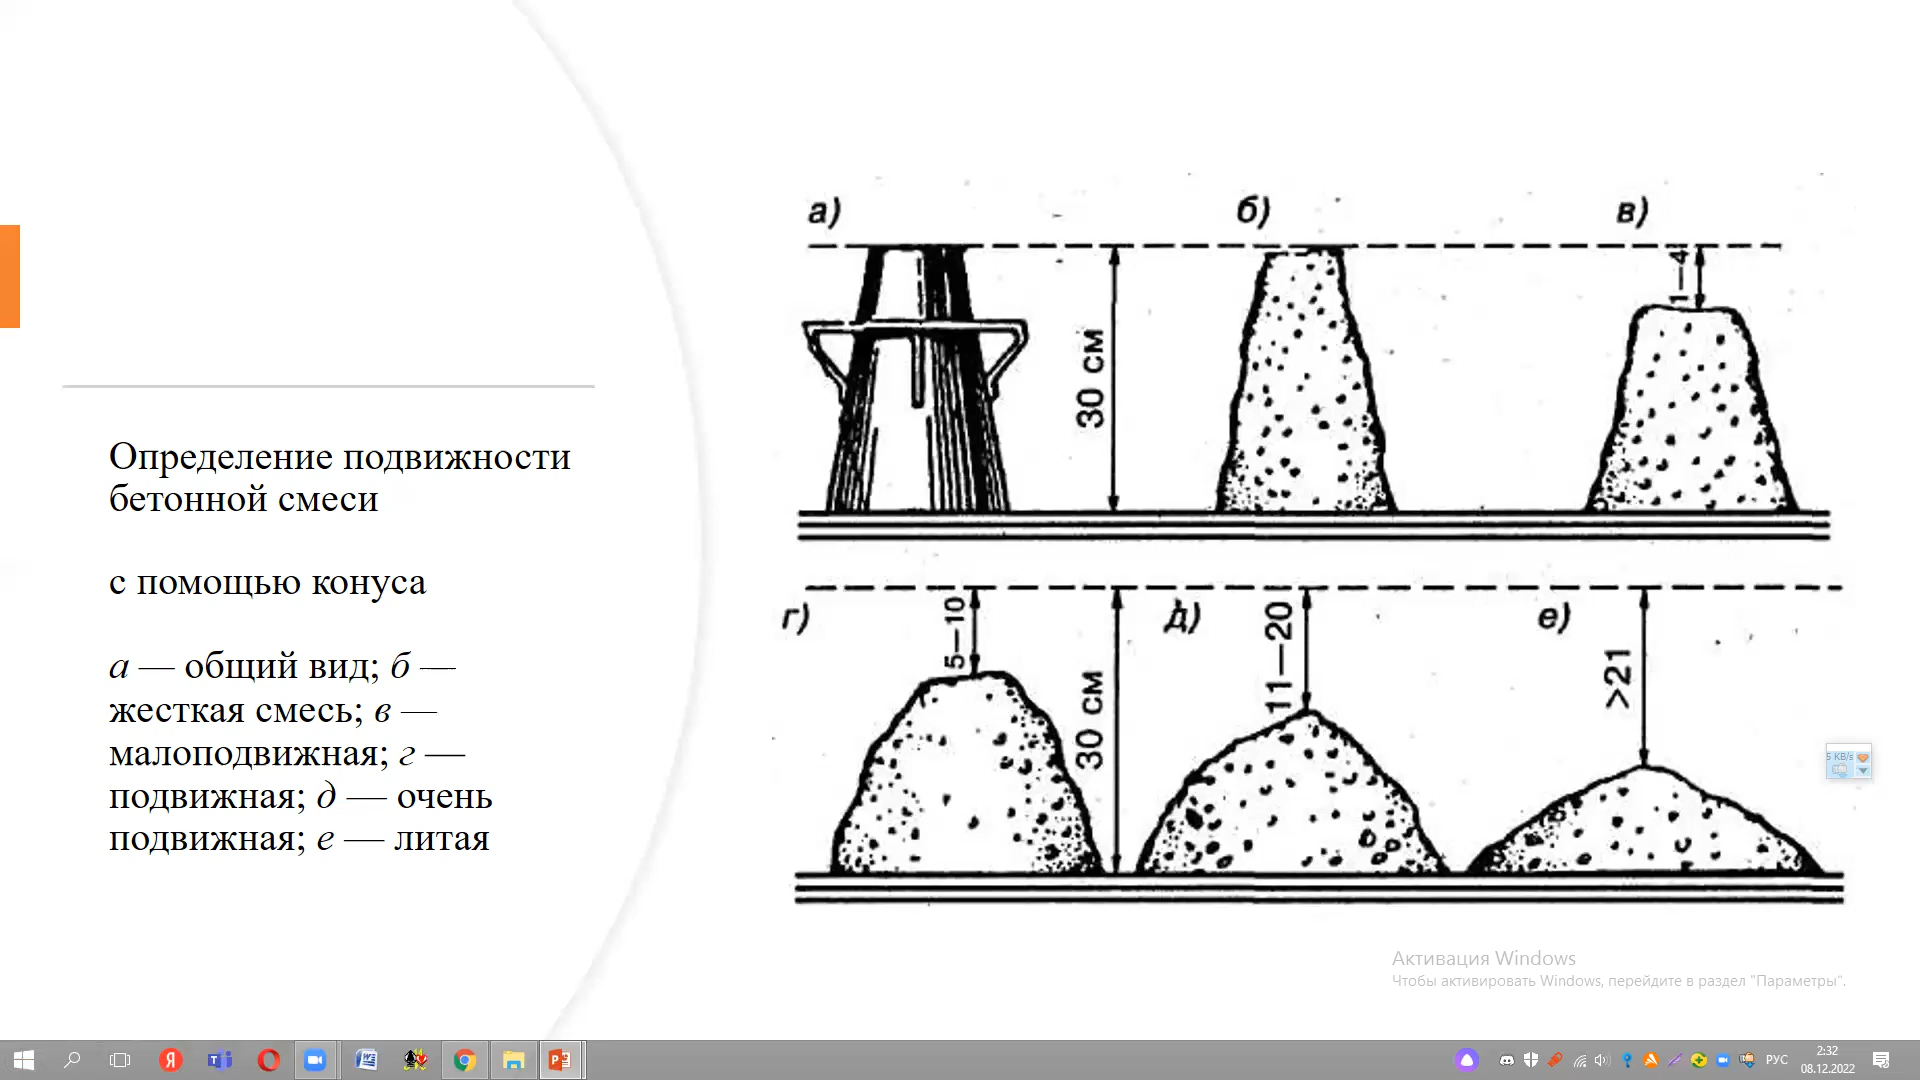 Определение подвижности
бетонной смеси
с помощью конуса
а — общий вид; б —
жесткая смесь; в —
малоподвижная; г —
подвижная; д — очень
подвижная; е — литая
а)
б)
в)
30 см
1—4
г)
5—10
30 см
д)
11—20
е)
>21
5 KB/s
Активация Windows
Чтобы активировать Windows, перейдите в раздел "Параметры".
РУС
2:32
08.12.2022